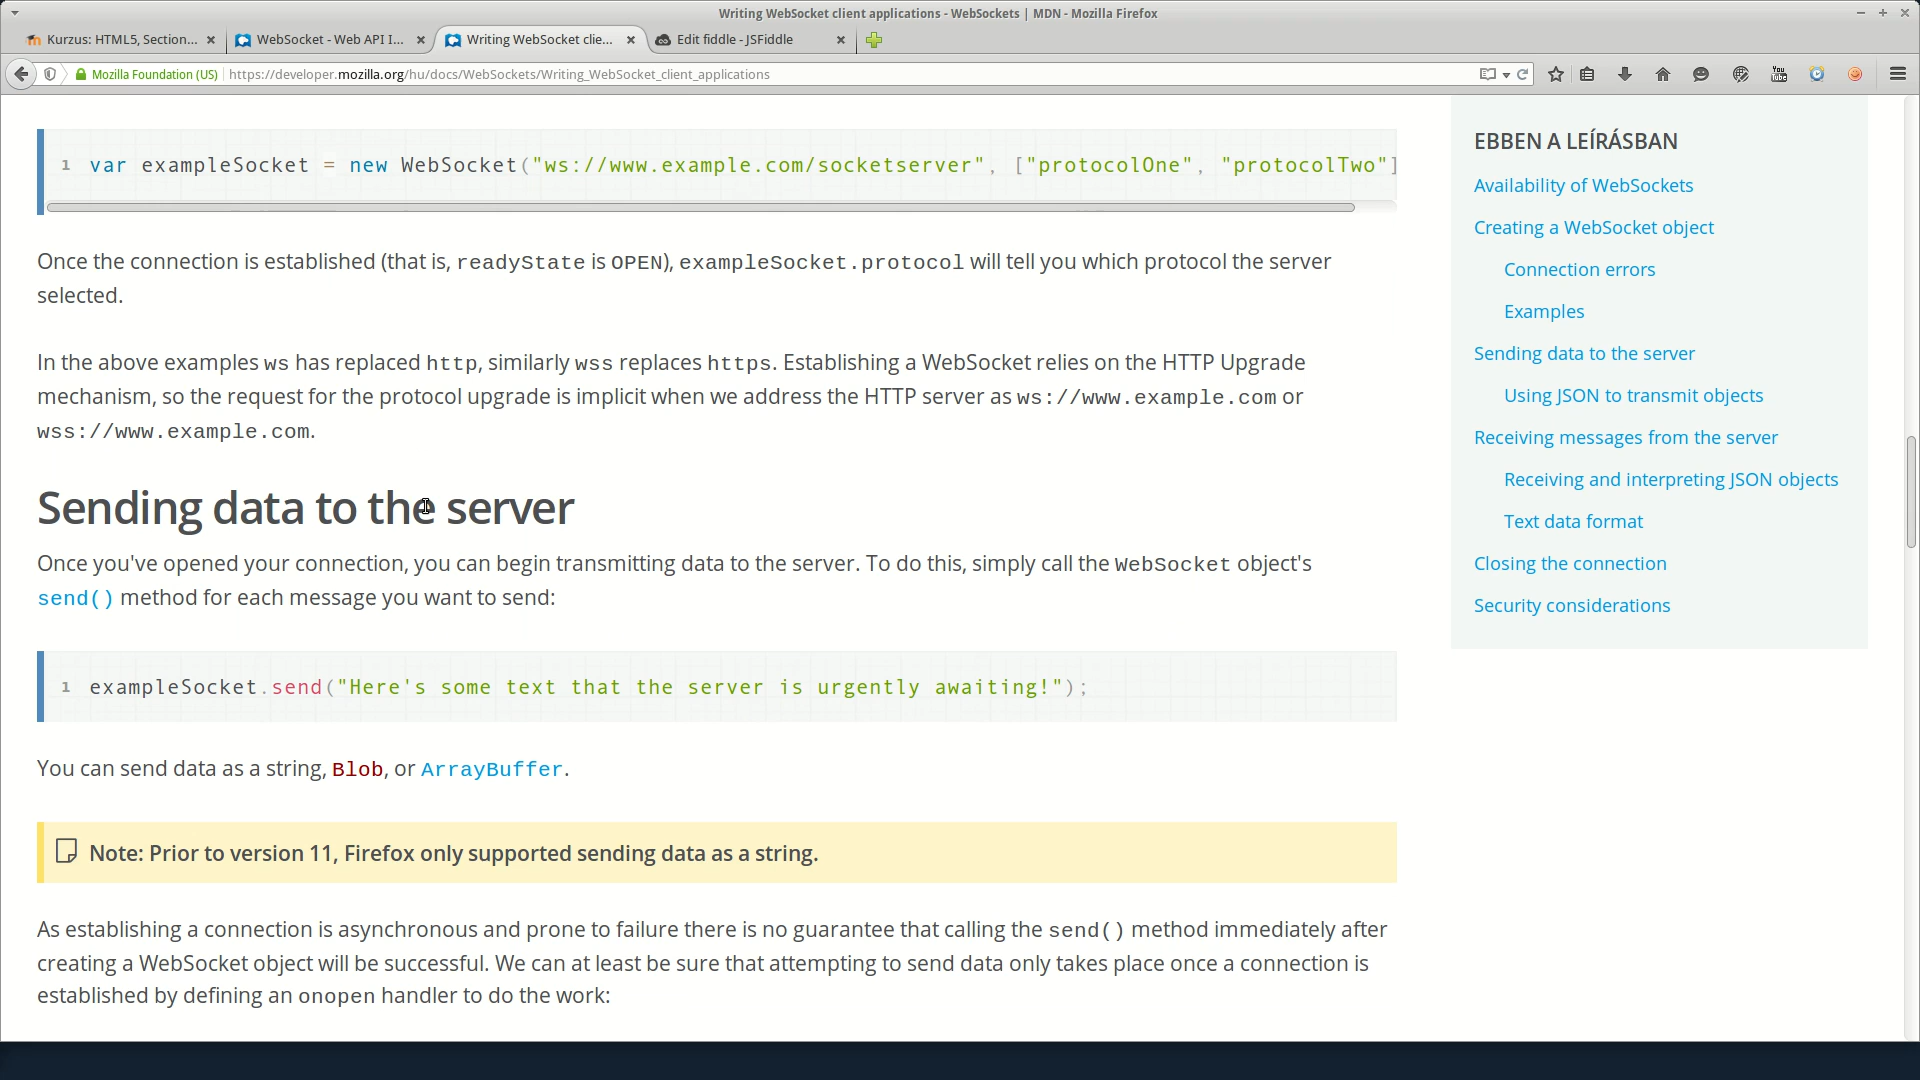 Writing WebSocket client applications - WebSockets | MDN - Mozilla Firefox
Kurzus: HTML5, Section...
WebSocket - Web API I...
Writing WebSocket clie...
Edit fiddle - JSFiddle
Mozilla Foundation (US)
https://developer.mozilla.org/hu/docs/WebSockets/Writing_WebSocket_client_applications
1 var exampleSocket = new WebSocket("ws://www.example.com/socketserver", ["protocolOne", "protocolTwo"]
Once the connection is established (that is, readyState is OPEN), exampleSocket.protocol will tell you which protocol the server
selected.
In the above examples ws has replaced http, similarly wss replaces https. Establishing a WebSocket relies on the HTTP Upgrade
mechanism, so the request for the protocol upgrade is implicit when we address the HTTP server as ws://www.example.com or
wss://www.example.com.
Sending data to the server
Once you've opened your connection, you can begin transmitting data to the server. To do this, simply call the WebSocket object's
send() method for each message you want to send:
1 exampleSocket.send("Here's some text that the server is urgently awaiting!");
You can send data as a string, Blob, or ArrayBuffer.
Note: Prior to version 11, Firefox only supported sending data as a string.
As establishing a connection is asynchronous and prone to failure there is no guarantee that calling the send() method immediately after
creating a WebSocket object will be successful. We can at least be sure that attempting to send data only takes place once a connection is
established by defining an onopen handler to do the work:
EBBEN A LEÍRÁSBAN
Availability of WebSockets
Creating a WebSocket object
Connection errors
Examples
Sending data to the server
Using JSON to transmit objects
Receiving messages from the server
Receiving and interpreting JSON objects
Text data format
Closing the connection
Security considerations